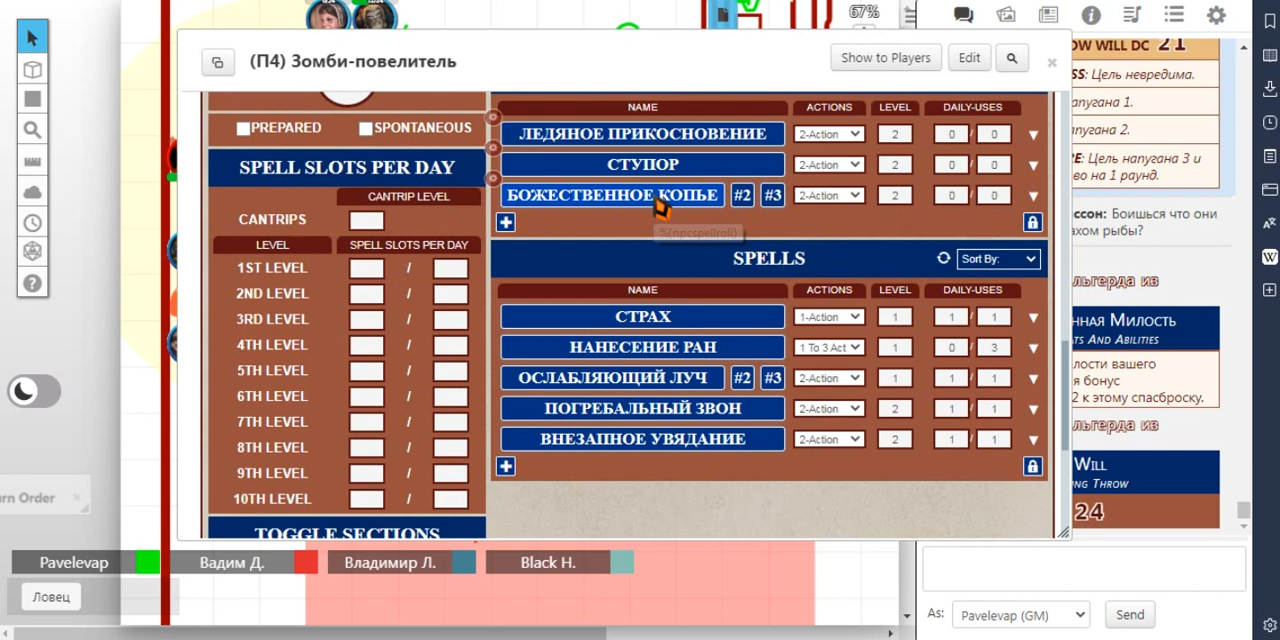 67%
(П4) Зомби-повелитель
Show to Players
Edit
PREPARED
SPONTANEOUS
SPELL SLOTS PER DAY
CANTRIP LEVEL
CANTRIPS
LEVEL
SPELL SLOTS PER DAY
1ST LEVEL /
2ND LEVEL /
3RD LEVEL /
4TH LEVEL /
5TH LEVEL /
6TH LEVEL /
7TH LEVEL /
8TH LEVEL /
9TH LEVEL /
10TH LEVEL /
TOGGLE SECTIONS
NAME ACTIONS LEVEL DAILY-USES
ЛЕДЯНОЕ ПРИКОСНОВЕНИЕ 2-Action 2 0 / 0
СТУПОР 2-Action 2 0 / 0
БОЖЕСТВЕННОЕ КОПЬЕ #2 #3 2-Action 2 0 / 0
%{npcspellroll}
SPELLS
Sort By:
NAME ACTIONS LEVEL DAILY-USES
СТРАХ 1-Action 1 1 / 1
НАНЕСЕНИЕ РАН 1 To 3 Act 1 0 / 3
ОСЛАБЛЯЮЩИЙ ЛУЧ #2 #3 2-Action 1 1 / 1
ПОГРЕБАЛЬНЫЙ ЗВОН 2-Action 2 1 / 1
ВНЕЗАПНОЕ УВЯДАНИЕ 2-Action 2 1 / 1
OW WILL DC 21
SS: Цель невредима.
апугана 1.
апугана 2.
RE: Цель напугана 3 и
во на 1 раунд.
ссон: Боишься что они
ахом рыбы?
льгерда из
нная Милость
ts And Abilities
лости вашего
я бонус
2 к этому спасброску.
льгерда из
Will
ng Throw
24
urn Order
Pavelevap
Вадим Д.
Владимир Л.
Black H.
Ловец
As:
Pavelevap (GM)
Send